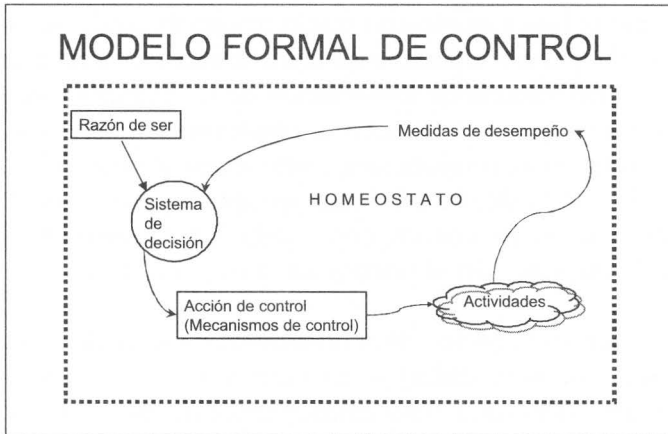 MODELO FORMAL DE CONTROL
Razón de ser
Medidas de desempeño
Sistema
de
decisión
HOMEOSTATO
Acción de control
(Mecanismos de control)
Actividades